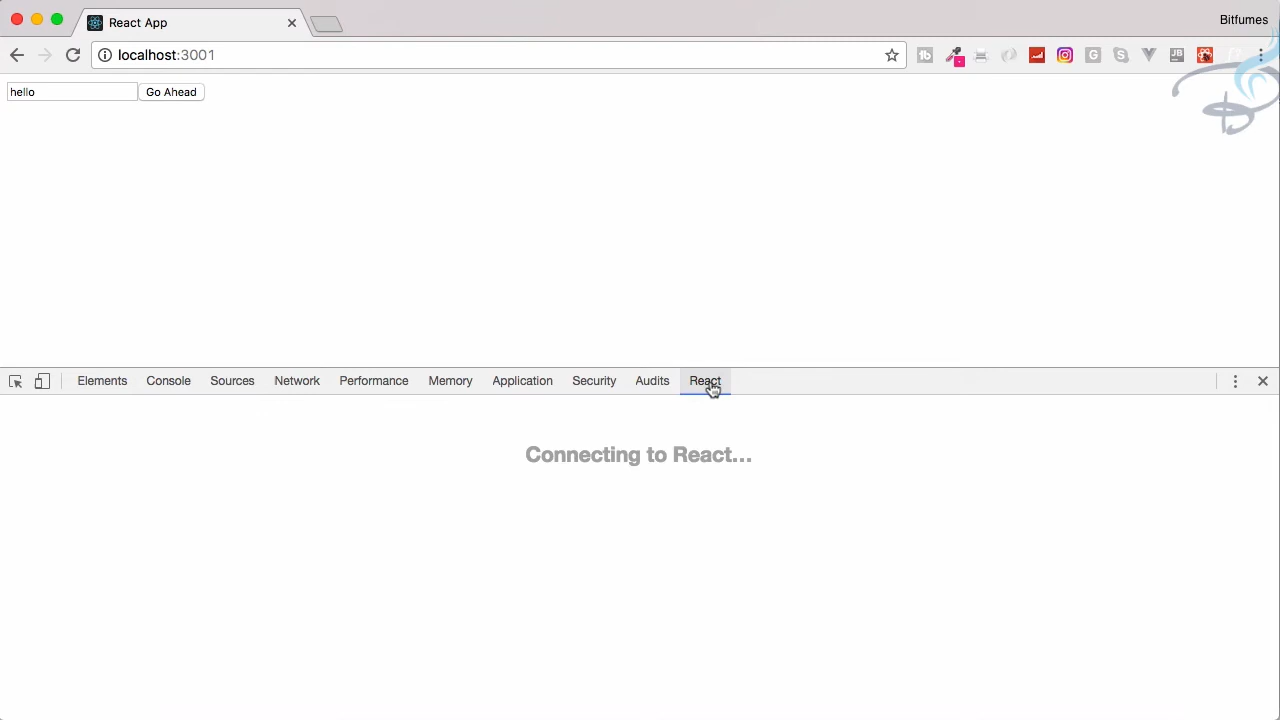 React App
Bitfumes
localhost:3001
hello Go Ahead
Elements Console Sources Network Performance Memory Application Security Audits React
Connecting to React...